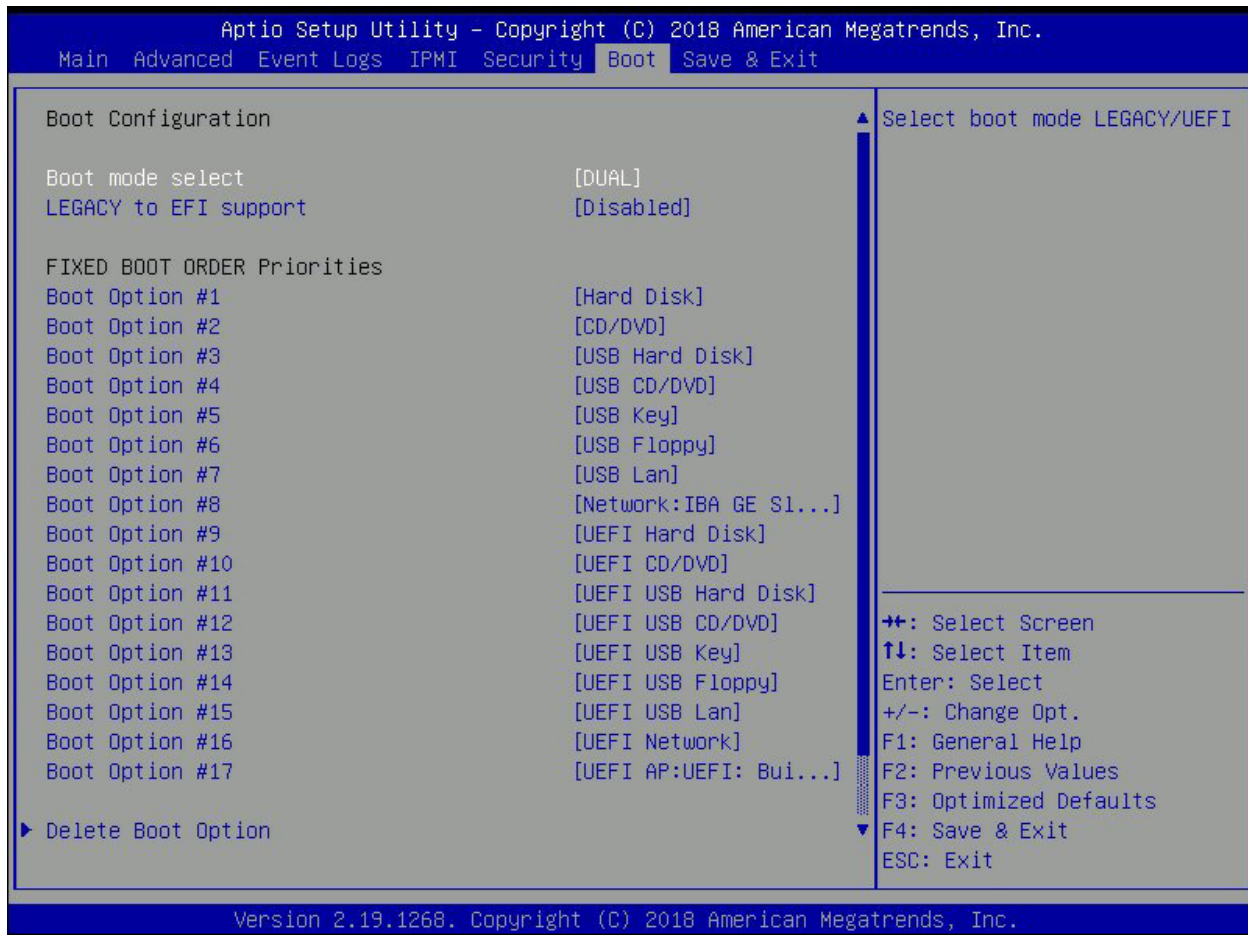 Aptio Setup Utility – Copyright (C) 2018 American Megatrends, Inc.
Main Advanced Event Logs IPMI Security Boot Save & Exit
Boot Configuration
Boot mode select [DUAL]
LEGACY to EFI support [Disabled]
FIXED BOOT ORDER Priorities
Boot Option #1 [Hard Disk]
Boot Option #2 [CD/DVD]
Boot Option #3 [USB Hard Disk]
Boot Option #4 [USB CD/DVD]
Boot Option #5 [USB Key]
Boot Option #6 [USB Floppy]
Boot Option #7 [USB Lan]
Boot Option #8 [Network:IBA GE Sl...]
Boot Option #9 [UEFI Hard Disk]
Boot Option #10 [UEFI CD/DVD]
Boot Option #11 [UEFI USB Hard Disk]
Boot Option #12 [UEFI USB CD/DVD]
Boot Option #13 [UEFI USB Key]
Boot Option #14 [UEFI USB Floppy]
Boot Option #15 [UEFI USB Lan]
Boot Option #16 [UEFI Network]
Boot Option #17 [UEFI AP:UEFI: Bui...]
▶ Delete Boot Option
Select boot mode LEGACY/UEFI
→←: Select Screen
↑↓: Select Item
Enter: Select
+/-: Change Opt.
F1: General Help
F2: Previous Values
F3: Optimized Defaults
F4: Save & Exit
ESC: Exit
Version 2.19.1268. Copyright (C) 2018 American Megatrends, Inc.